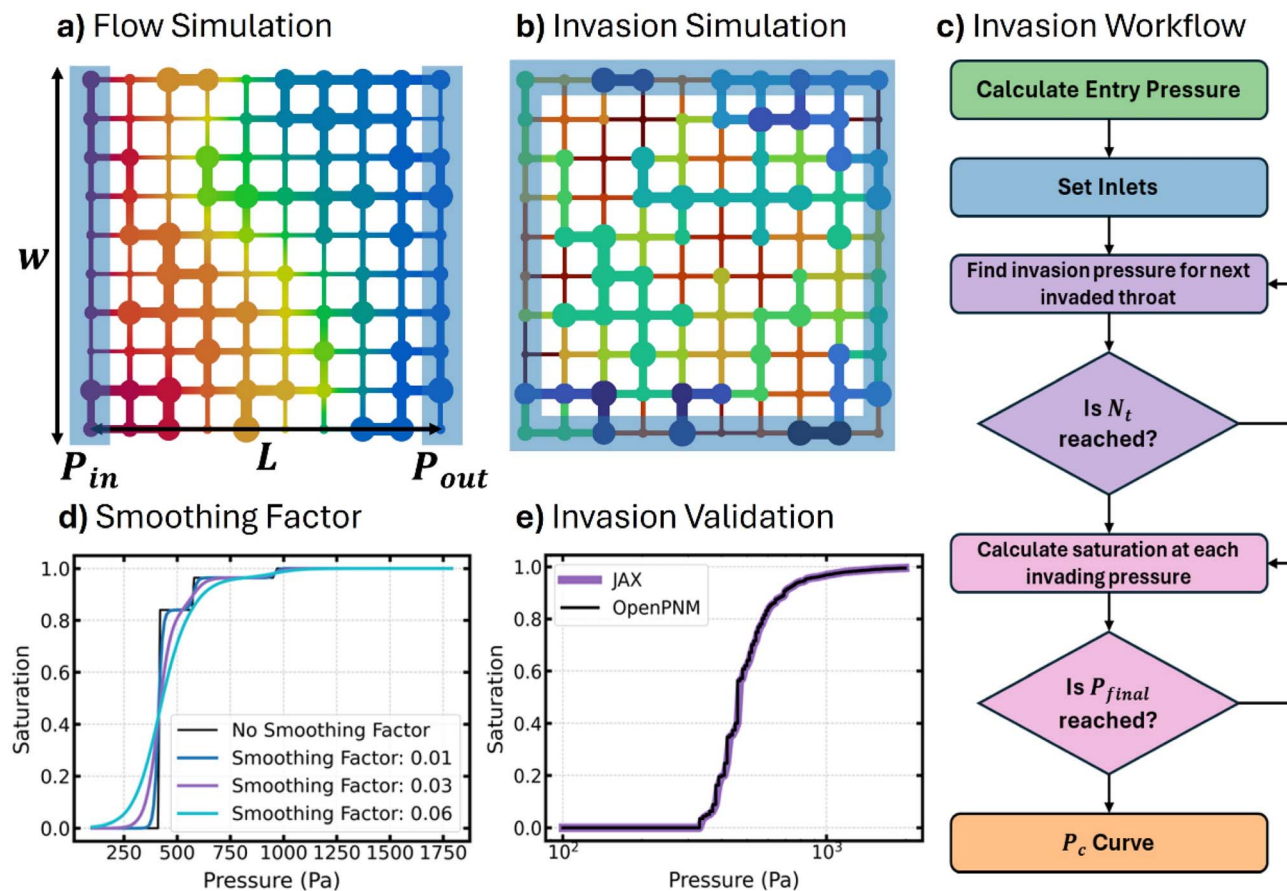 a) Flow Simulation
W
P_in
L
P_out
b) Invasion Simulation
c) Invasion Workflow
Calculate Entry Pressure
Set Inlets
Find invasion pressure for next
invaded throat
Is N_t
reached?
Calculate saturation at each
invading pressure
Is P_final
reached?
P_c Curve
d) Smoothing Factor
Saturation
1.0
0.8
0.6
0.4
0.2
0.0
No Smoothing Factor
Smoothing Factor: 0.01
Smoothing Factor: 0.03
Smoothing Factor: 0.06
250 500 750 1000 1250 1500 1750
Pressure (Pa)
e) Invasion Validation
Saturation
1.0
0.8
0.6
0.4
0.2
0.0
JAX
OpenPNM
10² 10³
Pressure (Pa)